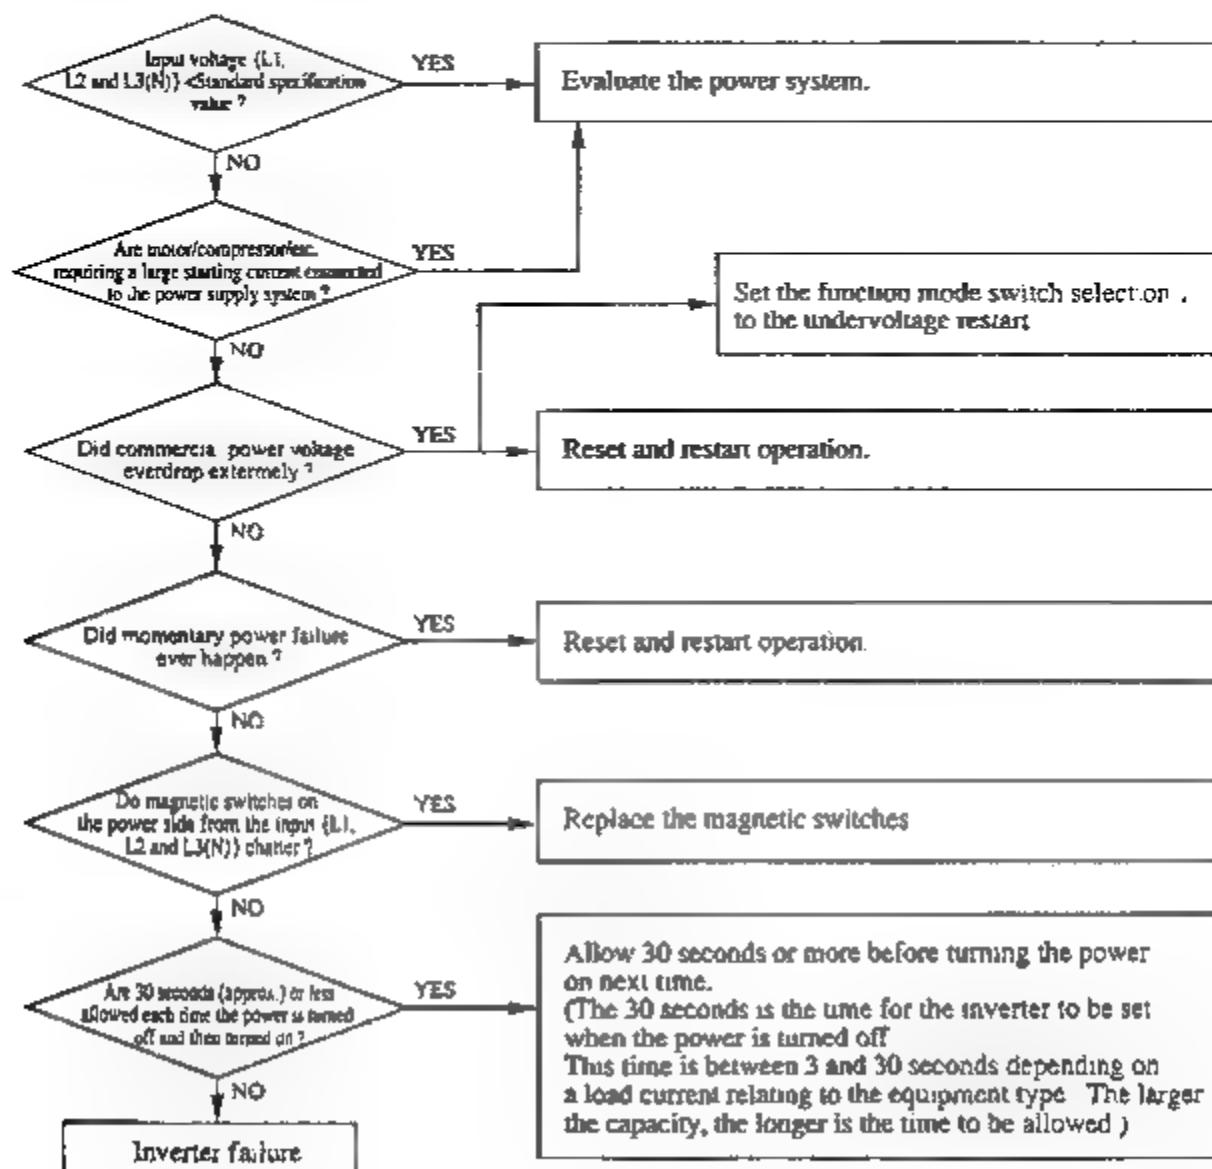 Input voltage {L1,
L2 and L3(N)} <Standard specification
value ?
YES
Evaluate the power system.
NO
Are motor/compressor/etc.
requiring a large starting current connected
to the power supply system ?
YES
Set the function mode switch selection
to the undervoltage restart
NO
Did commercia power voltage
everdrop extermely ?
YES
Reset and restart operation.
NO
Did momentary power failure
ever happen ?
YES
Reset and restart operation.
NO
Do magnetic switches on
the power side from the input {L1,
L2 and L3(N)} chatter ?
YES
Replace the magnetic switches
NO
Are 30 seconds (approx.) or less
allowed each time the power is turned
off and then turned on ?
YES
Allow 30 seconds or more before turning the power
on next time.
(The 30 seconds is the time for the inverter to be set
when the power is turned off
This time is between 3 and 30 seconds depending on
a load current relating to the equipment type The larger
the capacity, the longer is the time to be allowed )
NO
Inverter failure